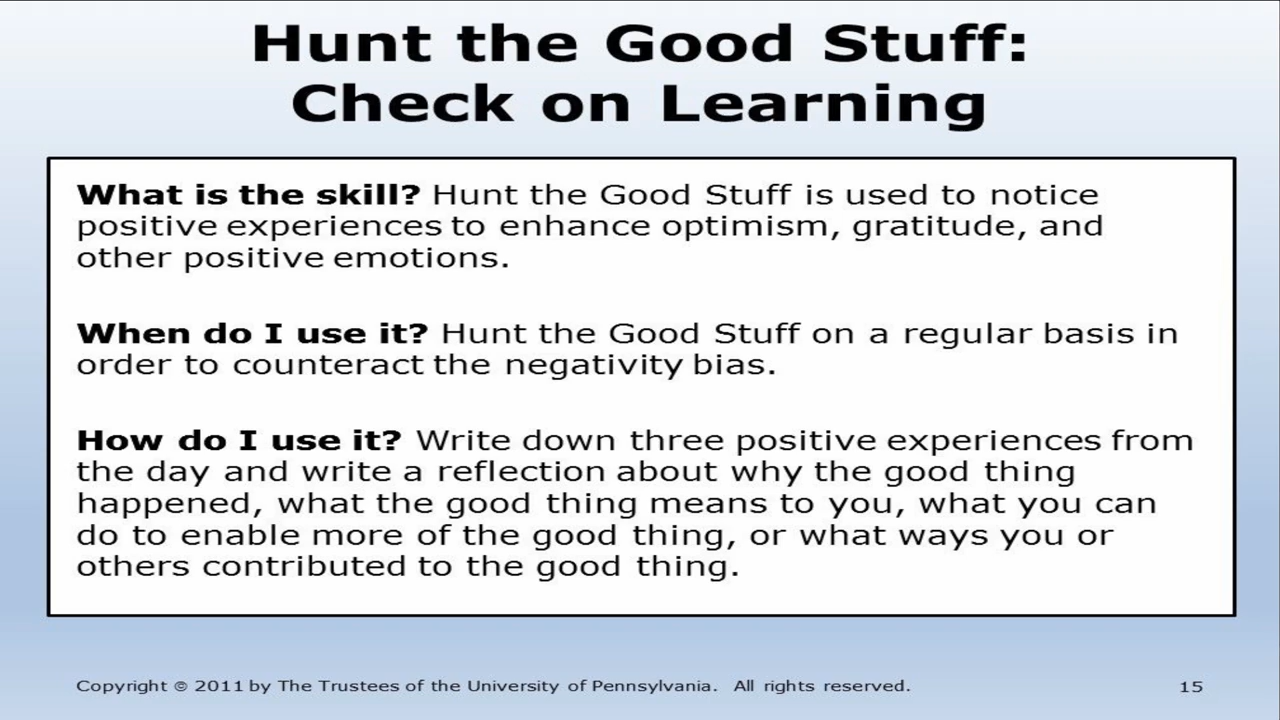 Hunt the Good Stuff:
Check on Learning
What is the skill? Hunt the Good Stuff is used to notice
positive experiences to enhance optimism, gratitude, and
other positive emotions.
When do I use it? Hunt the Good Stuff on a regular basis in
order to counteract the negativity bias.
How do I use it? Write down three positive experiences from
the day and write a reflection about why the good thing
happened, what the good thing means to you, what you can
do to enable more of the good thing, or what ways you or
others contributed to the good thing.
Copyright © 2011 by The Trustees of the University of Pennsylvania. All rights reserved.
15